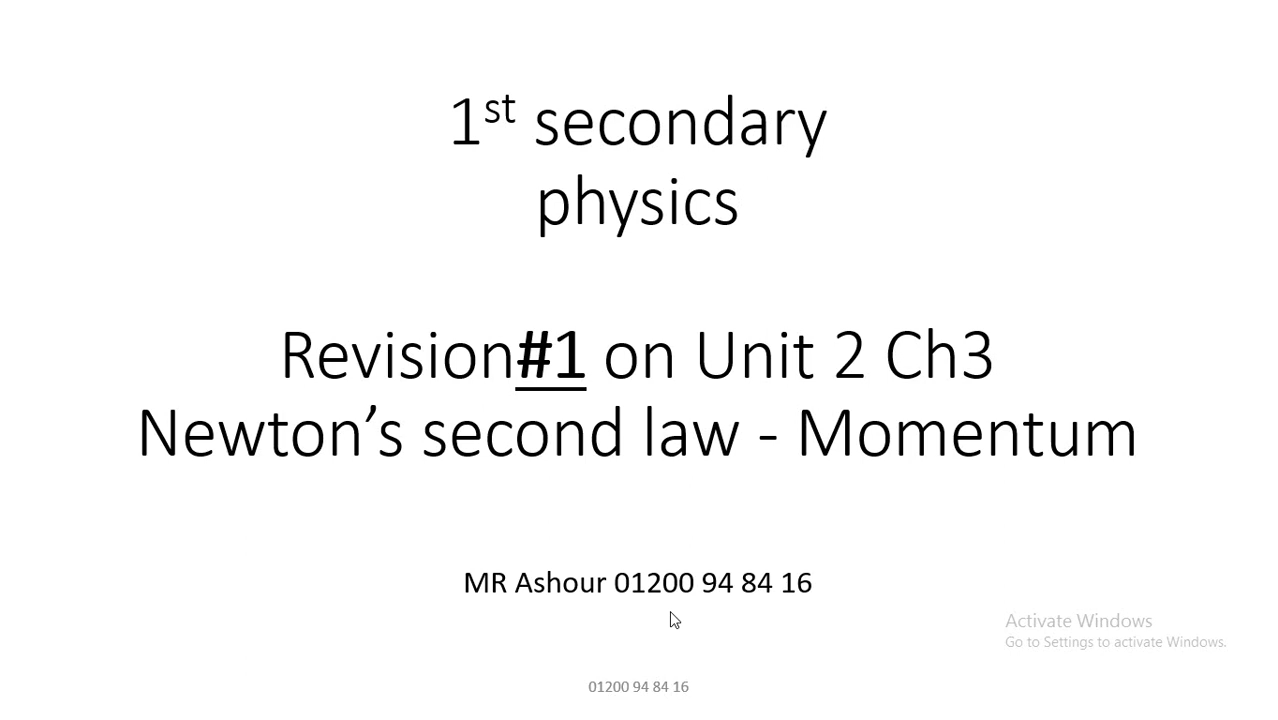 1st secondary
physics
Revision#1 on Unit 2 Ch3
Newton’s second law - Momentum
MR Ashour 01200 94 84 16
Activate Windows
Go to Settings to activate Windows.
01200 94 84 16